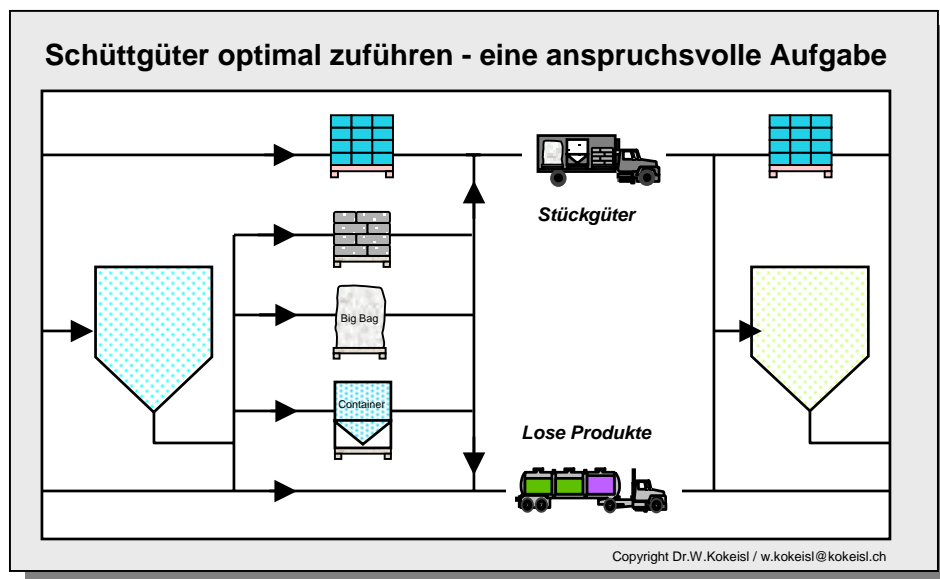 Schüttgüter optimal zuführen - eine anspruchsvolle Aufgabe
Stückgüter
Big Bag
Container
Lose Produkte
Copyright Dr.W.Kokeisl / w.kokeisl@kokeisl.ch